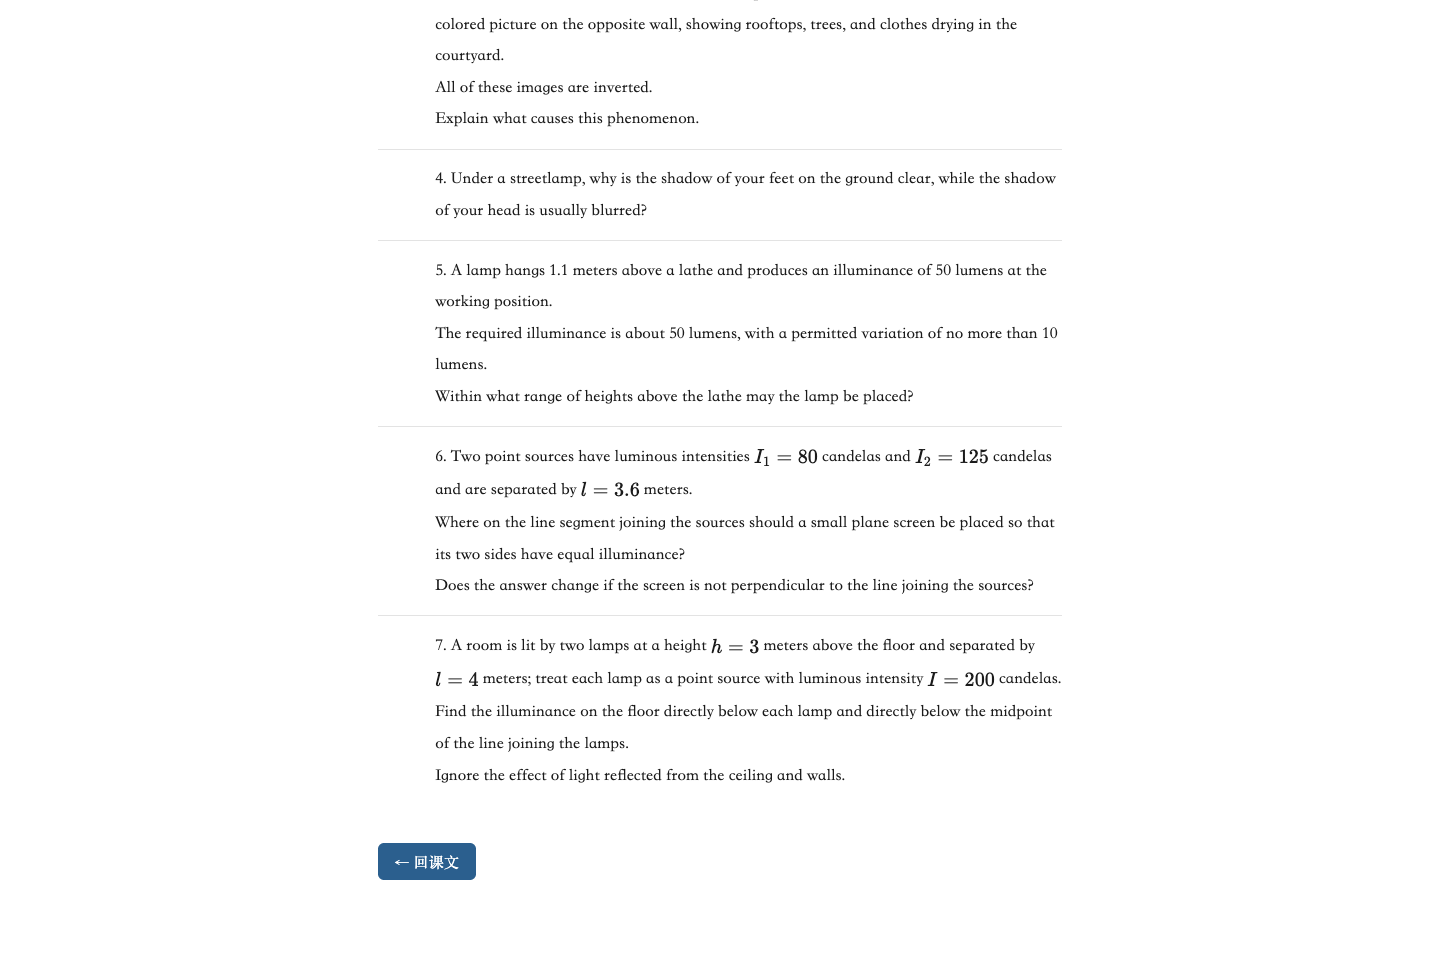 colored picture on the opposite wall, showing rooftops, trees, and clothes drying in the
courtyard.
All of these images are inverted.
Explain what causes this phenomenon.
4. Under a streetlamp, why is the shadow of your feet on the ground clear, while the shadow
of your head is usually blurred?
5. A lamp hangs 1.1 meters above a lathe and produces an illuminance of 50 lumens at the
working position.
The required illuminance is about 50 lumens, with a permitted variation of no more than 10
lumens.
Within what range of heights above the lathe may the lamp be placed?
6. Two point sources have luminous intensities I₁ = 80 candelas and I₂ = 125 candelas
and are separated by l = 3.6 meters.
Where on the line segment joining the sources should a small plane screen be placed so that
its two sides have equal illuminance?
Does the answer change if the screen is not perpendicular to the line joining the sources?
7. A room is lit by two lamps at a height h = 3 meters above the floor and separated by
l = 4 meters; treat each lamp as a point source with luminous intensity I = 200 candelas.
Find the illuminance on the floor directly below each lamp and directly below the midpoint
of the line joining the lamps.
Ignore the effect of light reflected from the ceiling and walls.
← 回课文